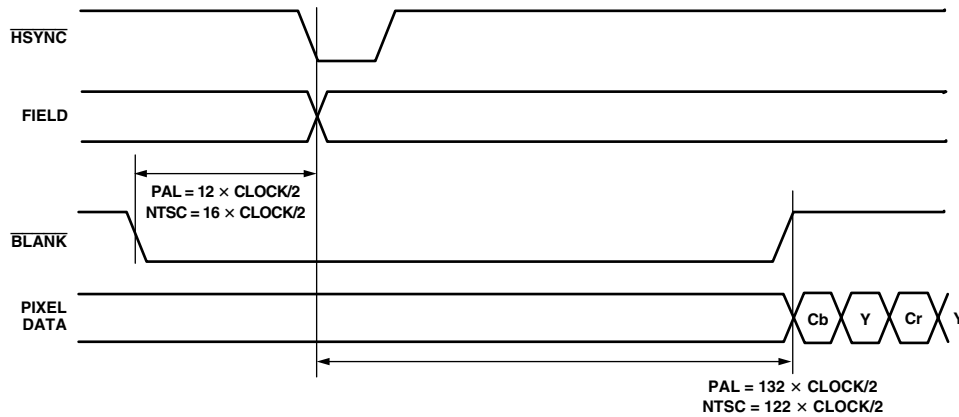 HSYNC
FIELD
PAL = 12 × CLOCK/2
NTSC = 16 × CLOCK/2
BLANK
PIXEL
DATA
Cb Y Cr Y
PAL = 132 × CLOCK/2
NTSC = 122 × CLOCK/2